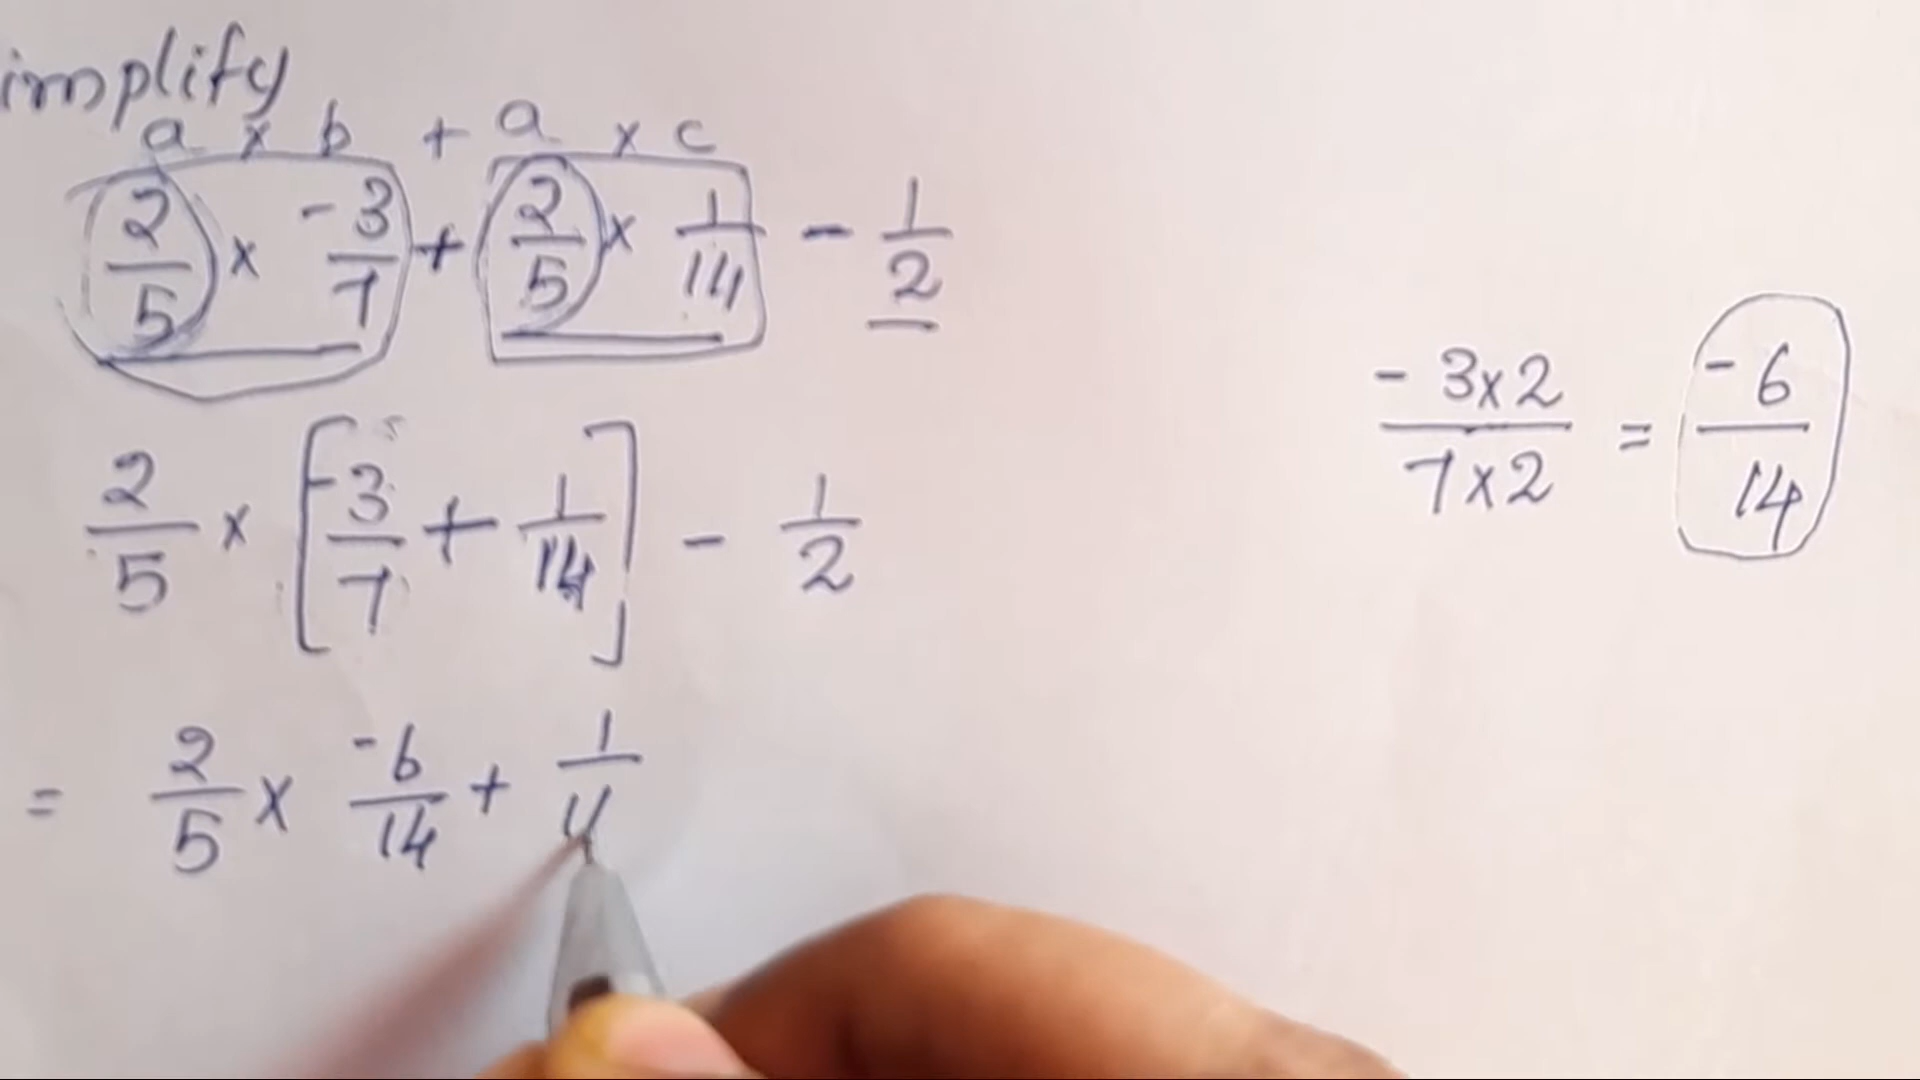 implify
a x b + a x c
2/5 x -3/7 + 2/5 x 1/14 - 1/2
2/5 x [-3/7 + 1/14] - 1/2
= 2/5 x -6/14 + 1/
-3x2/7x2 = -6/14